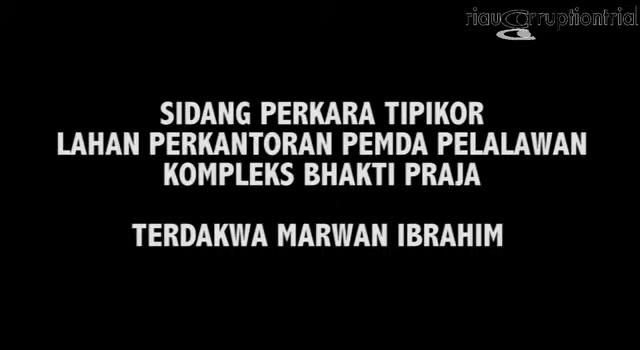 riaucorruptiontrial
SIDANG PERKARA TIPIKOR
LAHAN PERKANTORAN PEMDA PELALAWAN
KOMPLEKS BHAKTI PRAJA
TERDAKWA MARWAN IBRAHIM